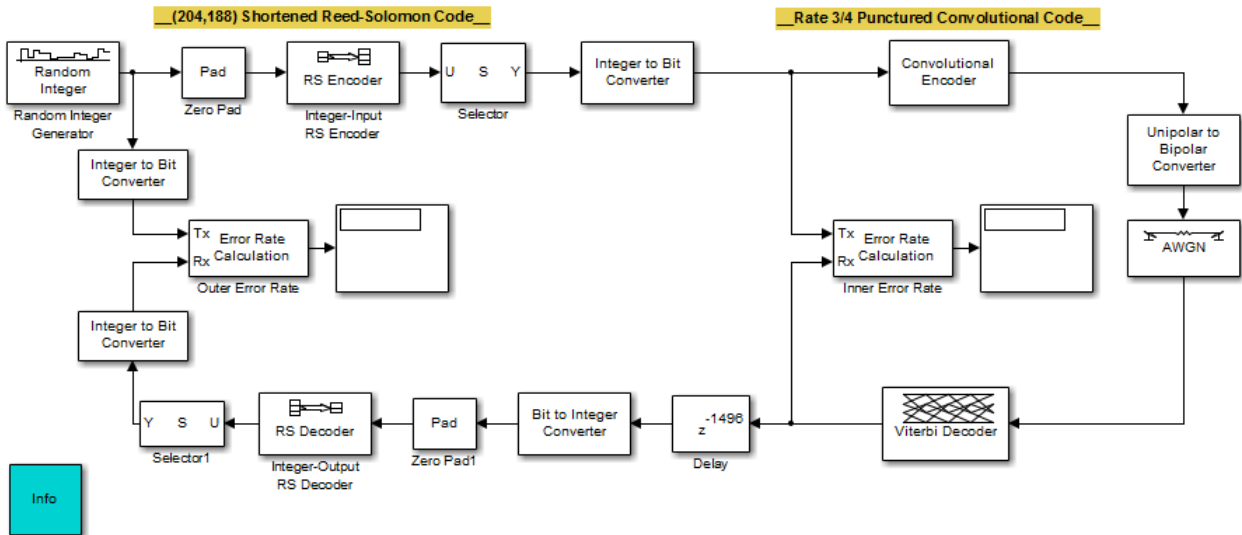 __(204,188) Shortened Reed-Solomon Code__
__Rate 3/4 Punctured Convolutional Code__
Random
Integer
Random Integer
Generator
Pad
Zero Pad
RS Encoder
Integer-Input
RS Encoder
U S Y
Selector
Integer to Bit
Converter
Convolutional
Encoder
Unipolar to
Bipolar
Converter
AWGN
Integer to Bit
Converter
Tx
Rx
Error Rate
Calculation
Outer Error Rate
Tx
Rx
Error Rate
Calculation
Inner Error Rate
Integer to Bit
Converter
Y S U
Selector1
RS Decoder
Integer-Output
RS Decoder
Pad
Zero Pad1
Bit to Integer
Converter
z-1496
Delay
Viterbi Decoder
Info